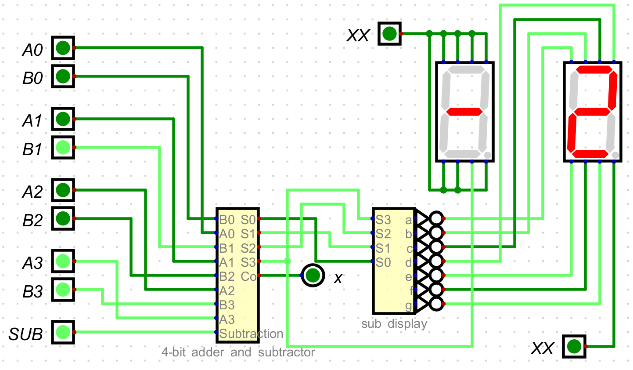 XX
A0
B0
A1
B1
A2
B2
A3
B3
SUB
B0 S0
A0 S1
B1 S2
A1 S3
B2 Co
A2
B3
A3
Subtraction
4-bit adder and subtractor
x
S3 a
S2 b
S1 c
S0 d
e
f
g
sub display
XX